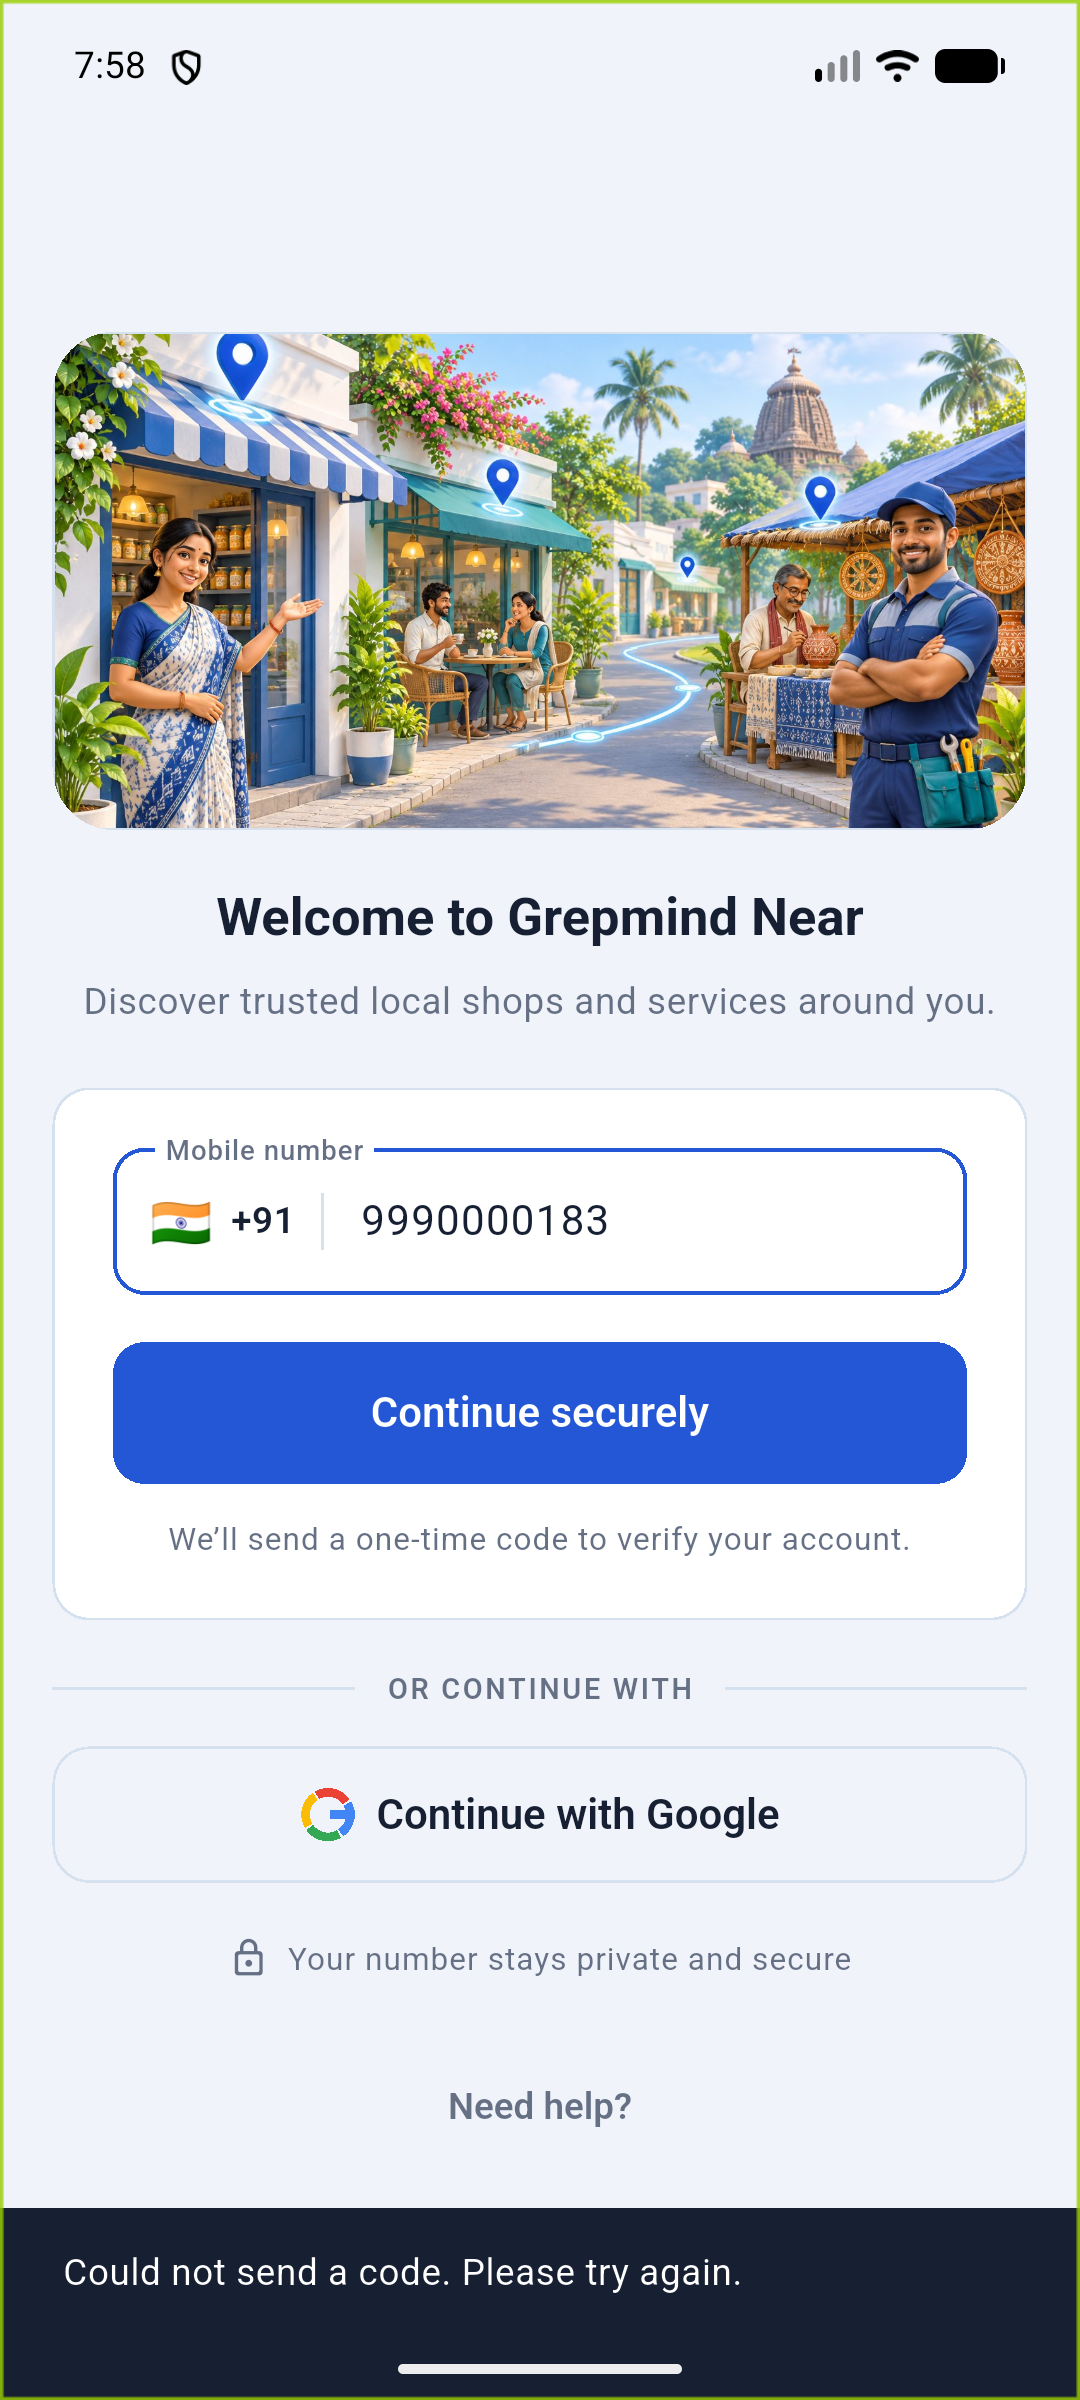 7:58
Welcome to Grepmind Near
Discover trusted local shops and services around you.
Mobile number
+91
9990000183
Continue securely
We’ll send a one-time code to verify your account.
OR CONTINUE WITH
Continue with Google
Your number stays private and secure
Need help?
Could not send a code. Please try again.